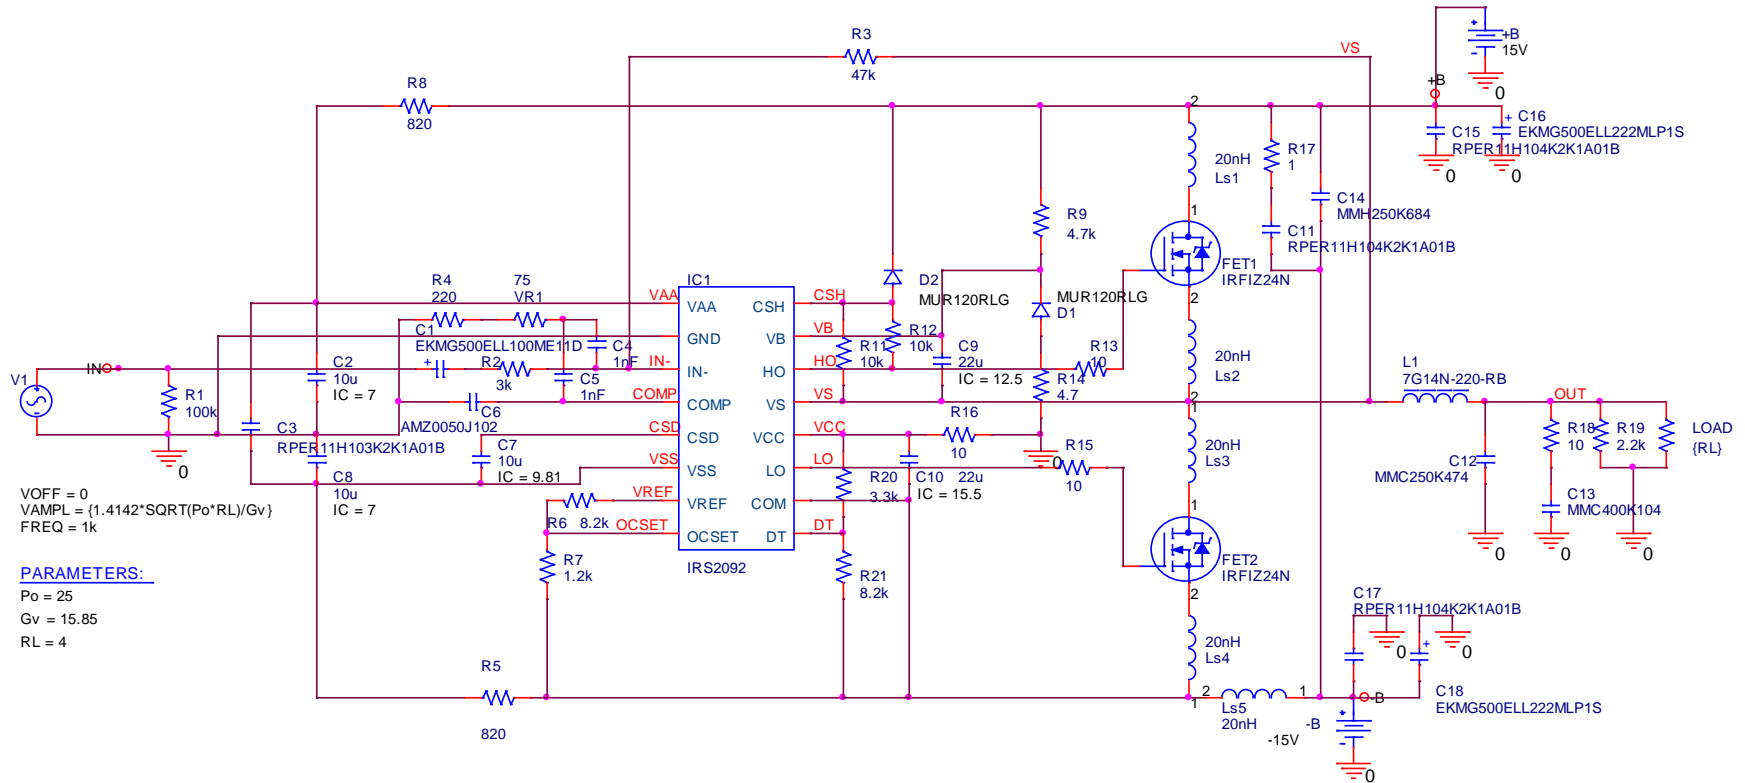 R3
47k
VS
+B
15V
0
R8
820
+B
2
C15
RPER11H104K2K1A01B
0
C16
EKMG500ELL222MLP1S
0
20nH
Ls1
R17
1
C14
MMH250K684
C11
RPER11H104K2K1A01B
R9
4.7k
1
FET1
IRFIZ24N
2
R4
220
75
VR1
C1
EKMG500ELL100ME11D
C4
1nF
R2
3k
C5
1nF
C6
AMZ0050J102
VAA
IN-
COMP
CSD
VSS
VREF
OCSET
IC1
VAA
GND
IN-
COMP
CSD
VSS
VREF
OCSET
CSH
VB
HO
VS
VCC
LO
COM
DT
IRS2092
CSH
VB
HO
VS
VCC
LO
DT
D2
MUR120RLG
MUR120RLG
D1
R11
10k
R12
10k
C9
22u
IC = 12.5
R13
10
R14
4.7
R16
10
0
R15
10
20nH
Ls2
2
1
20nH
Ls3
1
L1
7G14N-220-RB
OUT
R18
10
R19
2.2k
LOAD
{RL}
C12
MMC250K474
C13
MMC400K104
0
0
0
V1
IN
R1
100k
0
C2
10u
IC = 7
C3
RPER11H103K2K1A01B
C8
10u
IC = 7
C7
10u
IC = 9.81
R6
8.2k
R7
1.2k
R20
3.3k
C10
22u
IC = 15.5
R21
8.2k
FET2
IRFIZ24N
2
20nH
Ls4
1
VOFF = 0
VAMPL = {1.4142*SQRT(Po*RL)/Gv}
FREQ = 1k
PARAMETERS:
Po = 25
Gv = 15.85
RL = 4
R5
820
2
1
Ls5
20nH
C17
RPER11H104K2K1A01B
0
0
C18
EKMG500ELL222MLP1S
-B
-B
-15V
0